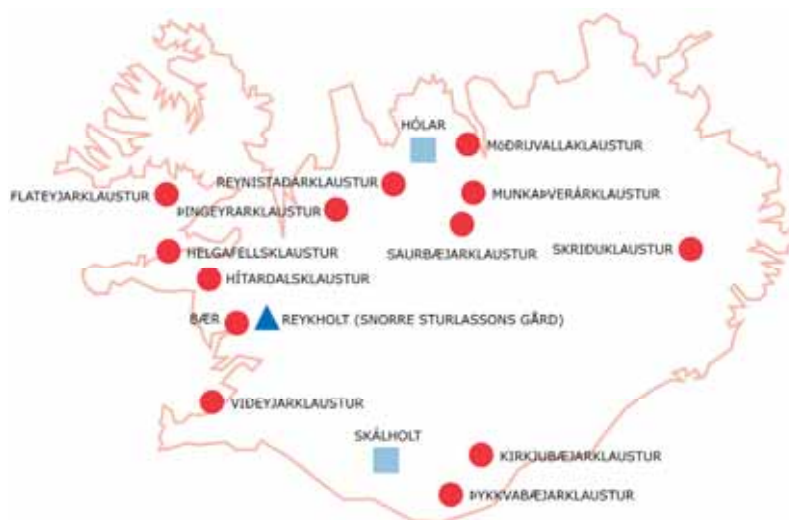 HÓLAR
MÖÐRUVALLAKLAUSTUR
REYNISTAÐARKLAUSTUR
FLATEYJARKLAUSTUR
MUNKAÞVERÁRKLAUSTUR
ÞINGEYRARKLAUSTUR
HELGAFELLSKLAUSTUR
SAURBÆJARKLAUSTUR
SKRIÐUKLAUSTUR
HÍTARDALSKLAUSTUR
BÆR
REYKHOLT (SNORRE STURLASSONS GÅRD)
VIÐEYJARKLAUSTUR
SKÁLHOLT
KIRKJUBÆJARKLAUSTUR
ÞYKKVABÆJARKLAUSTUR